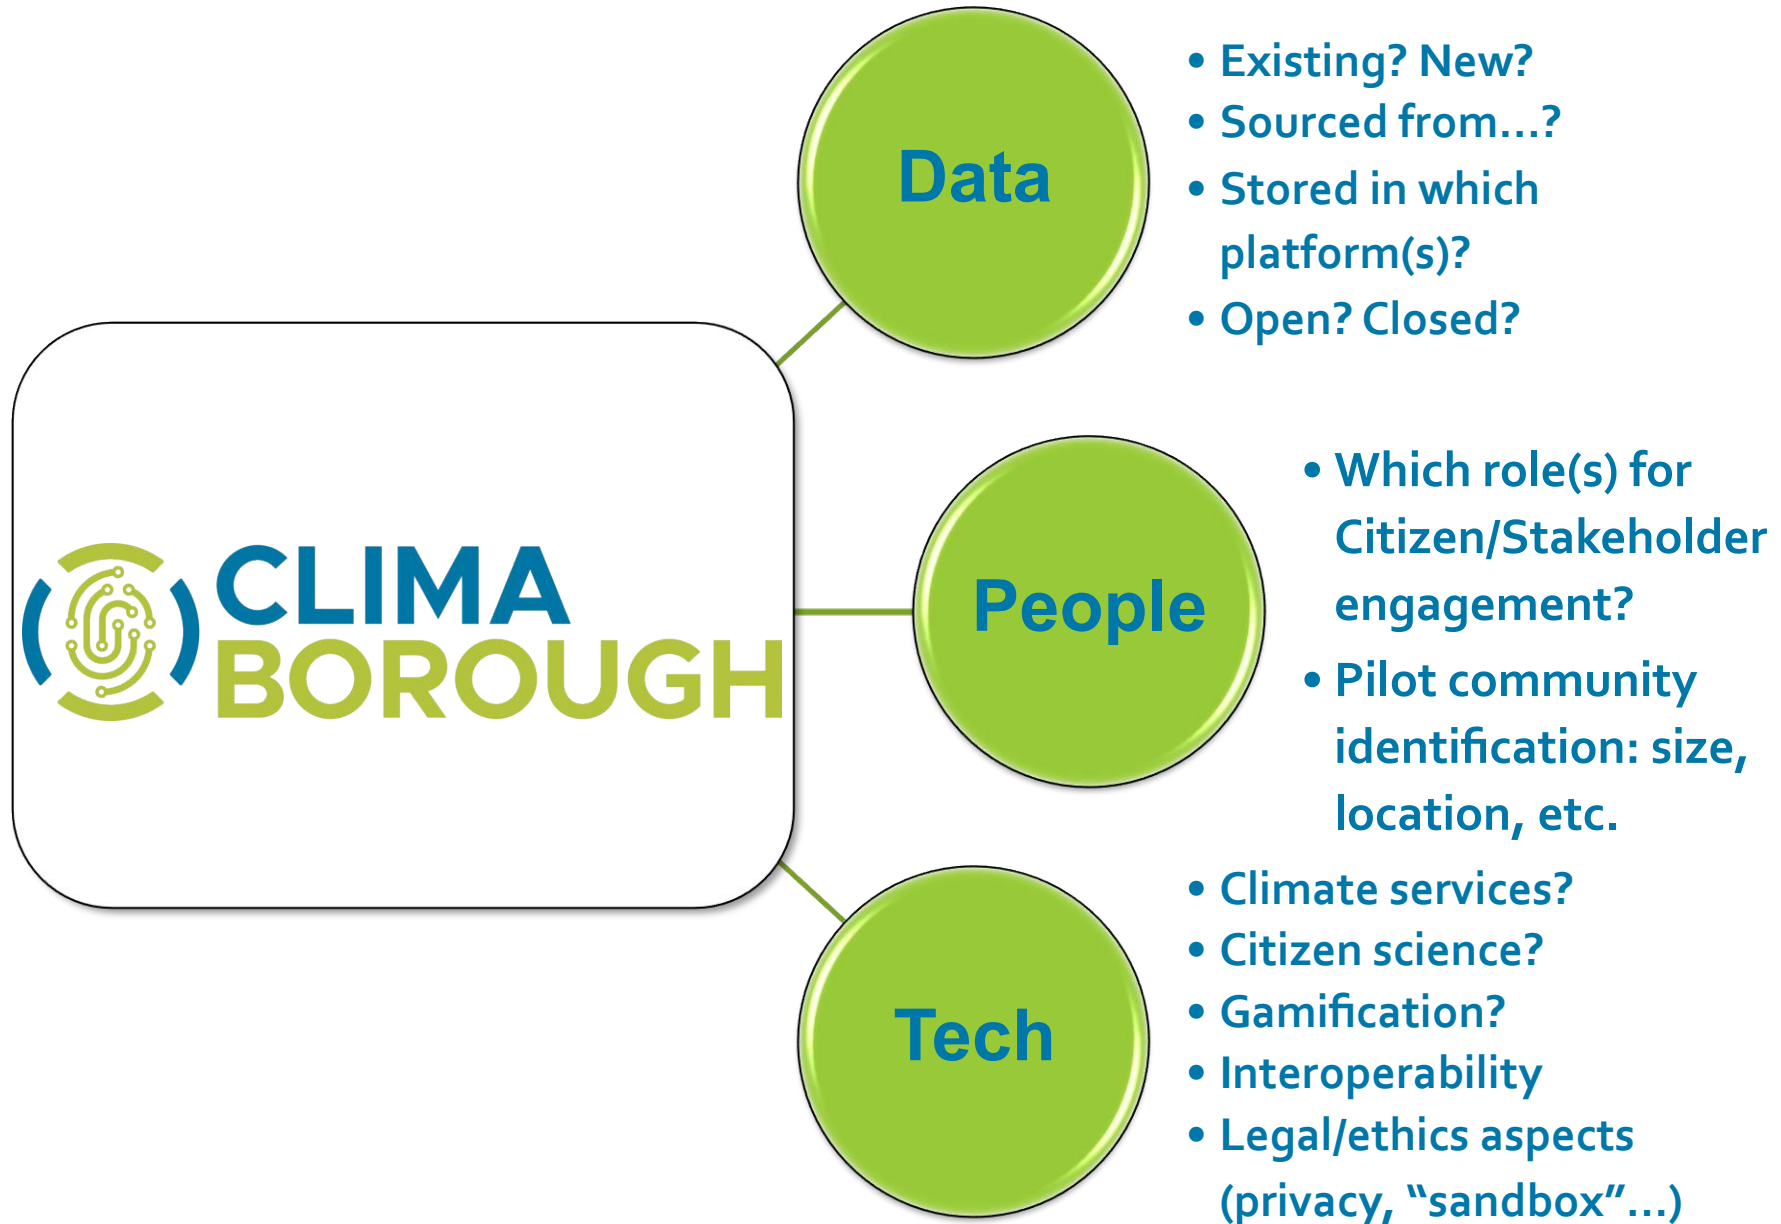 CLIMA
BOROUGH
Data
• Existing? New?
• Sourced from...?
• Stored in which
platform(s)?
• Open? Closed?
People
• Which role(s) for
Citizen/Stakeholder
engagement?
• Pilot community
identification: size,
location, etc.
Tech
• Climate services?
• Citizen science?
• Gamification?
• Interoperability
• Legal/ethics aspects
(privacy, “sandbox”...)